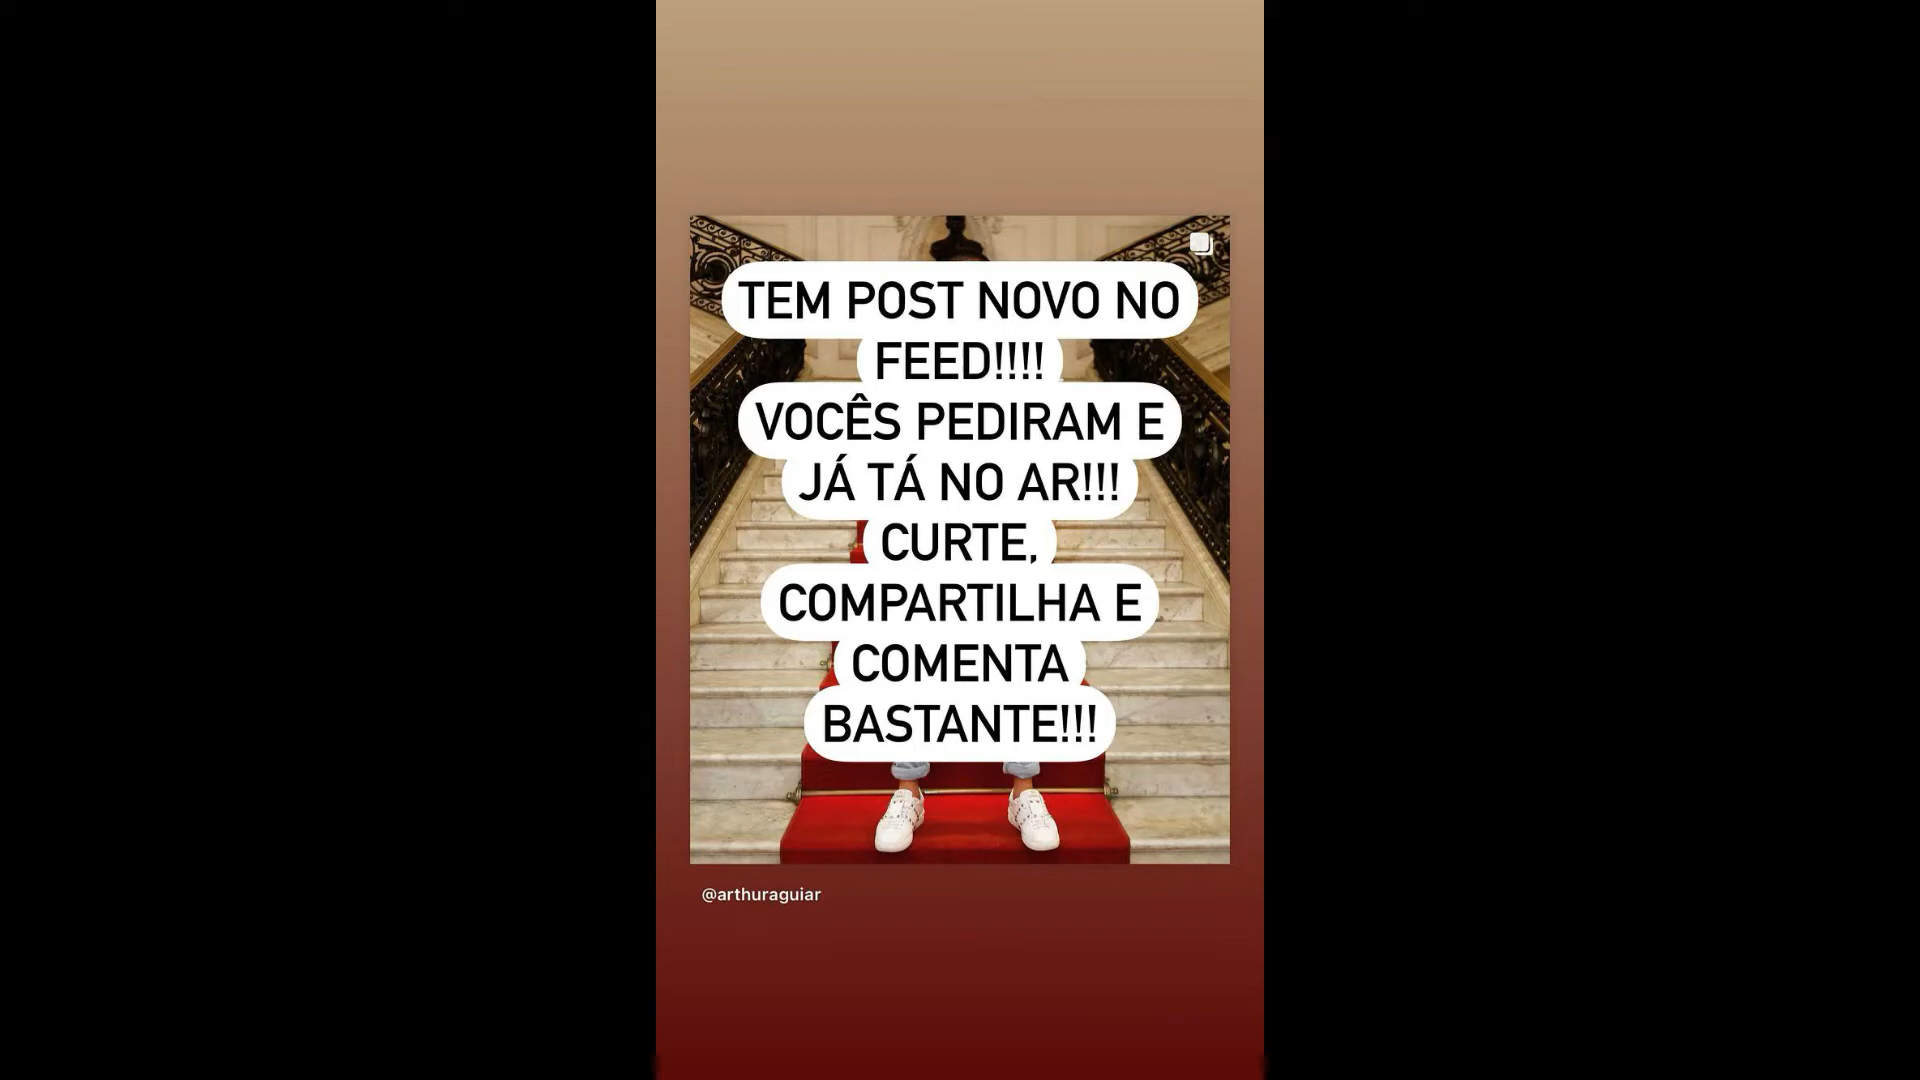 TEM POST NOVO NO
FEED!!!!
VOCÊS PEDIRAM E
JÁ TÁ NO AR!!!
CURTE,
COMPARTILHA E
COMENTA
BASTANTE!!!
@arthuraguiar